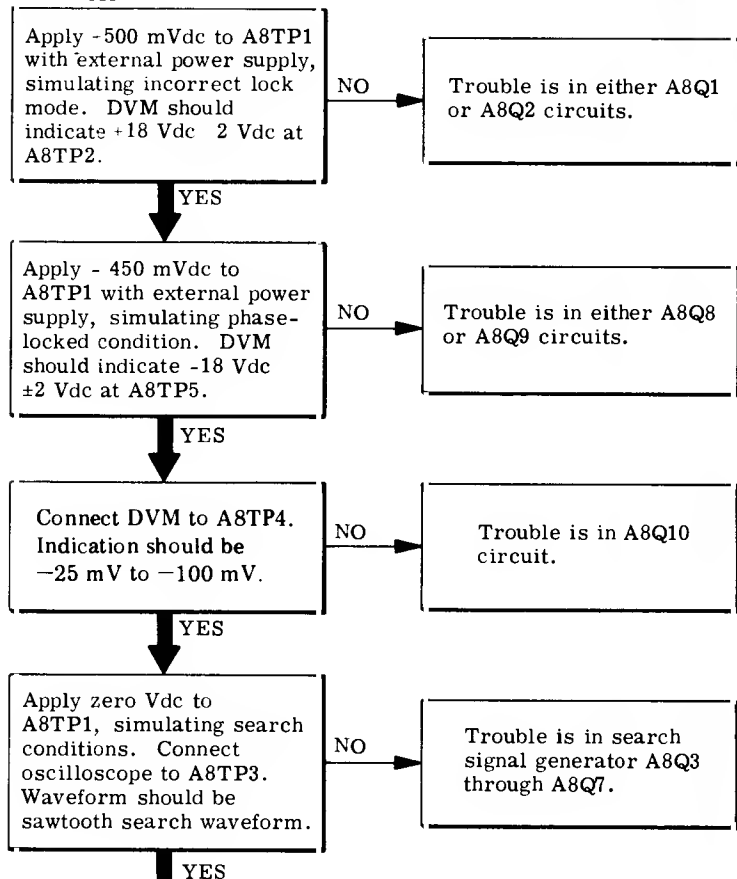 Apply -500 mVdc to A8TP1
with external power supply,
simulating incorrect lock
mode. DVM should
indicate +18 Vdc 2 Vdc at
A8TP2.
NO
Trouble is in either A8Q1
or A8Q2 circuits.
YES
Apply - 450 mVdc to
A8TP1 with external power
supply, simulating phase-
locked condition. DVM
should indicate -18 Vdc
±2 Vdc at A8TP5.
NO
Trouble is in either A8Q8
or A8Q9 circuits.
YES
Connect DVM to A8TP4.
Indication should be
−25 mV to −100 mV.
NO
Trouble is in A8Q10
circuit.
YES
Apply zero Vdc to
A8TP1, simulating search
conditions. Connect
oscilloscope to A8TP3.
Waveform should be
sawtooth search waveform.
NO
Trouble is in search
signal generator A8Q3
through A8Q7.
YES